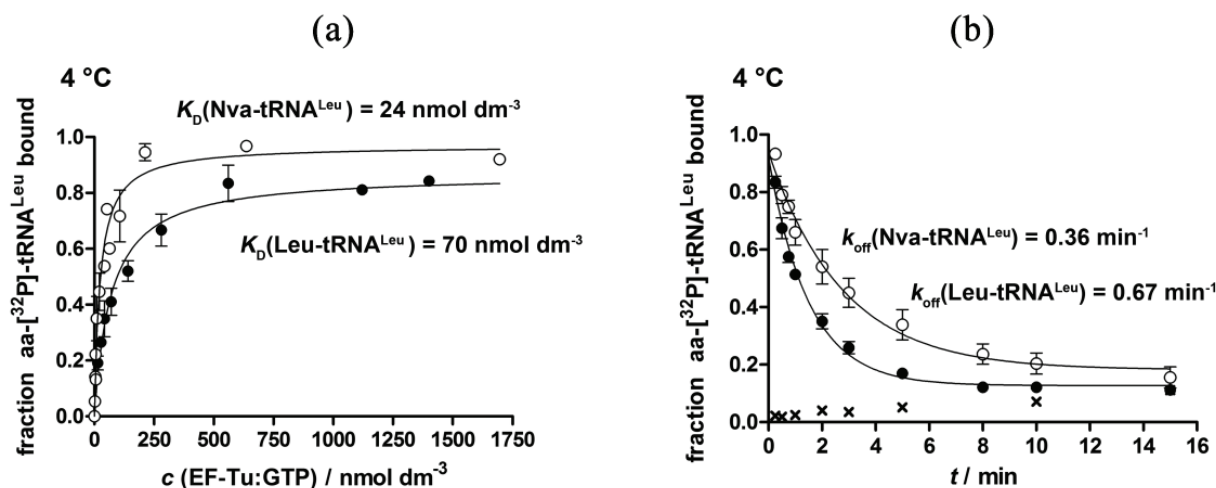 (a)
4 °C
K_D(Nva-tRNA^Leu) = 24 nmol dm^-3
K_D(Leu-tRNA^Leu) = 70 nmol dm^-3
fraction aa-[^32P]-tRNA^Leu bound
1.0
0.8
0.6
0.4
0.2
0.0
0 250 500 750 1000 1250 1500 1750
c (EF-Tu:GTP) / nmol dm^-3
(b)
4 °C
k_off(Nva-tRNA^Leu) = 0.36 min^-1
k_off(Leu-tRNA^Leu) = 0.67 min^-1
fraction aa-[^32P]-tRNA^Leu bound
1.0
0.8
0.6
0.4
0.2
0.0
0 2 4 6 8 10 12 14 16
t / min